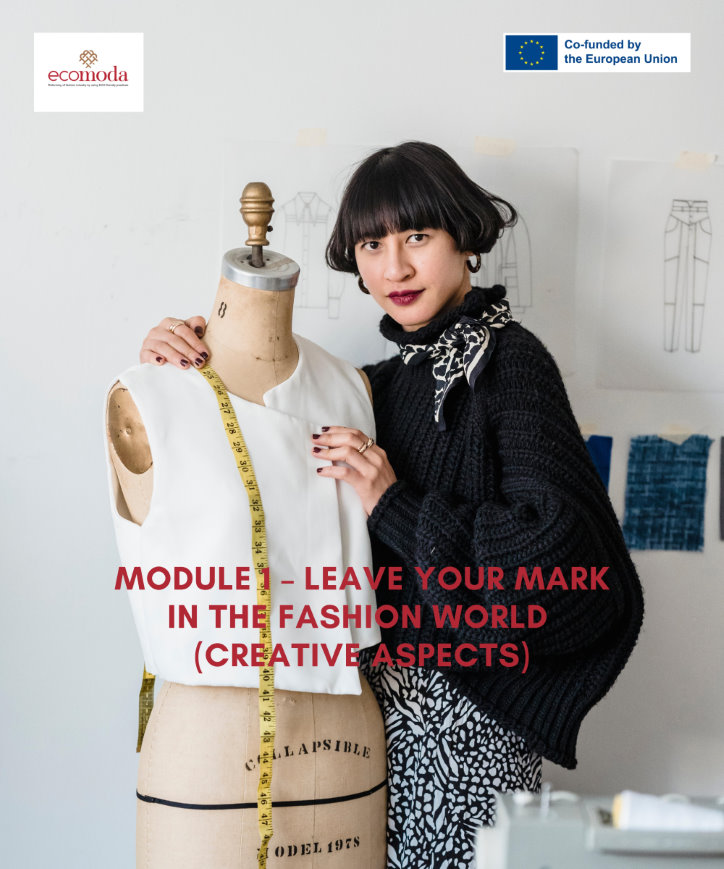 ecomoda
Co-funded by
the European Union
8
MODULE 1 – LEAVE YOUR MARK
IN THE FASHION WORLD
(CREATIVE ASPECTS)
COLLAPSIBLE
MODEL 1978